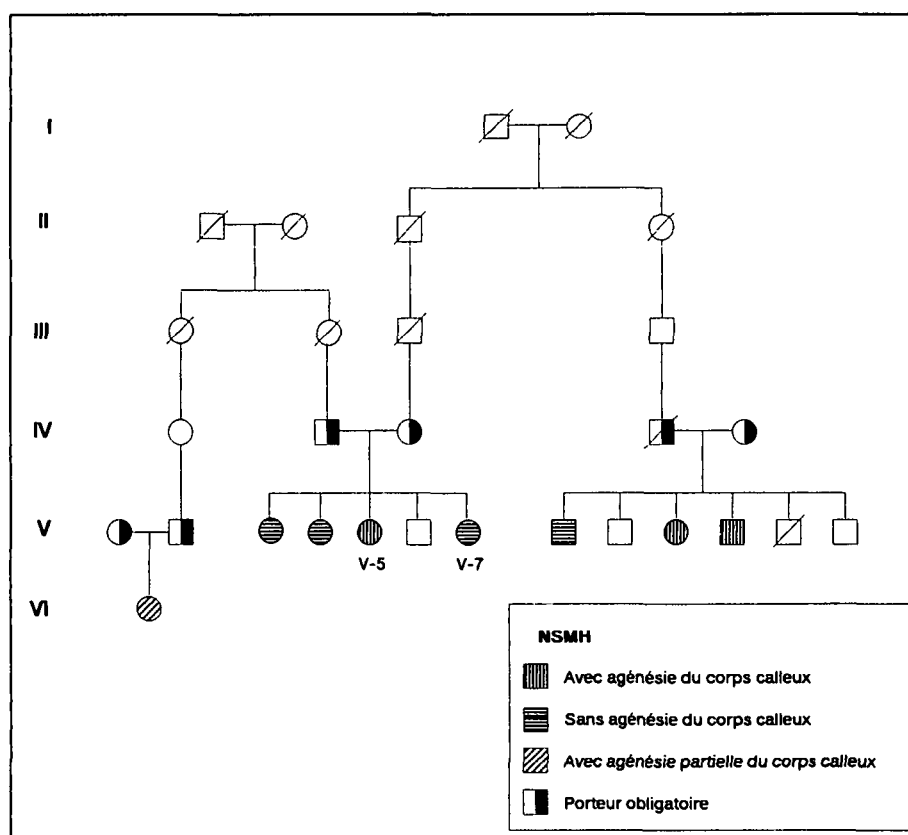 I
II
III
IV
V
V-5
V-7
VI
NSMH
Avec agénésie du corps calleux
Sans agénésie du corps calleux
Avec agénésie partielle du corps calleux
Porteur obligatoire